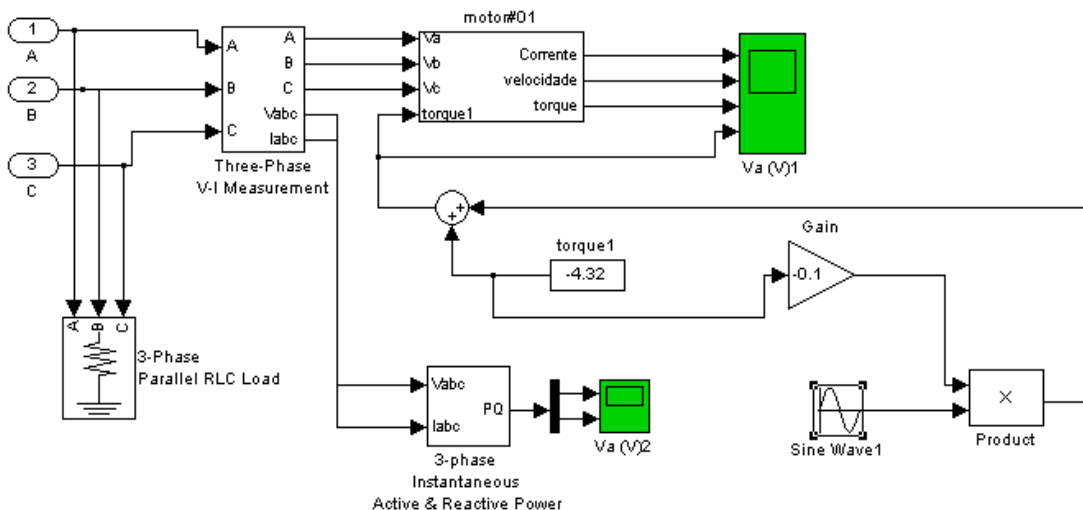 1
A
2
B
3
C
A
B
C
A
B
C
Vabc
Iabc
Three-Phase
V-I Measurement
motor#01
Va
Vb
Vc
torque1
Corrente
velocidade
torque
Va (V)1
torque1
-4.32
Gain
-0.1
A B C
3-Phase
Parallel RLC Load
Vabc
Iabc
PQ
3-phase
Instantaneous
Active & Reactive Power
Va (V)2
Sine Wave1
×
Product